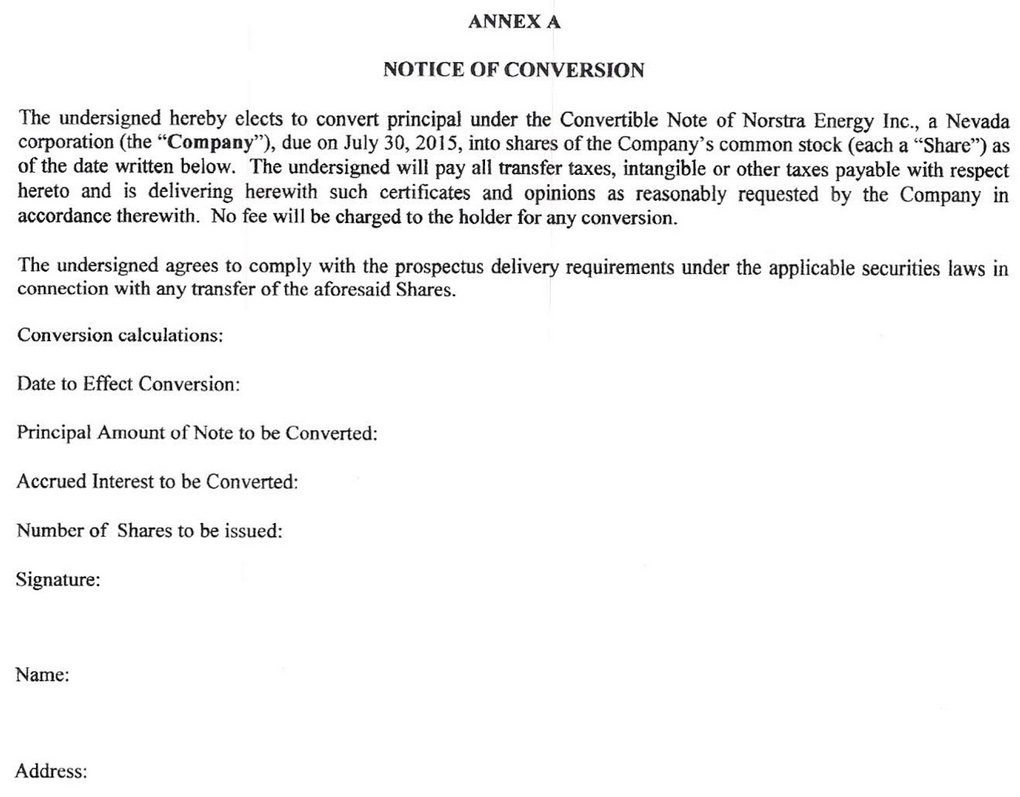 ANNEX A
NOTICE OF CONVERSION
The undersigned hereby elects to convert principal under the Convertible Note of Norstra Energy Inc., a Nevada
corporation (the “Company”), due on July 30, 2015, into shares of the Company’s common stock (each a “Share”) as
of the date written below.  The undersigned will pay all transfer taxes, intangible or other taxes payable with respect
hereto and is delivering herewith such certificates and opinions as reasonably requested by the Company in
accordance therewith.  No fee will be charged to the holder for any conversion.
The undersigned agrees to comply with the prospectus delivery requirements under the applicable securities laws in
connection with any transfer of the aforesaid Shares.
Conversion calculations:
Date to Effect Conversion:
Principal Amount of Note to be Converted:
Accrued Interest to be Converted:
Number of  Shares to be issued:
Signature:
Name:
Address: